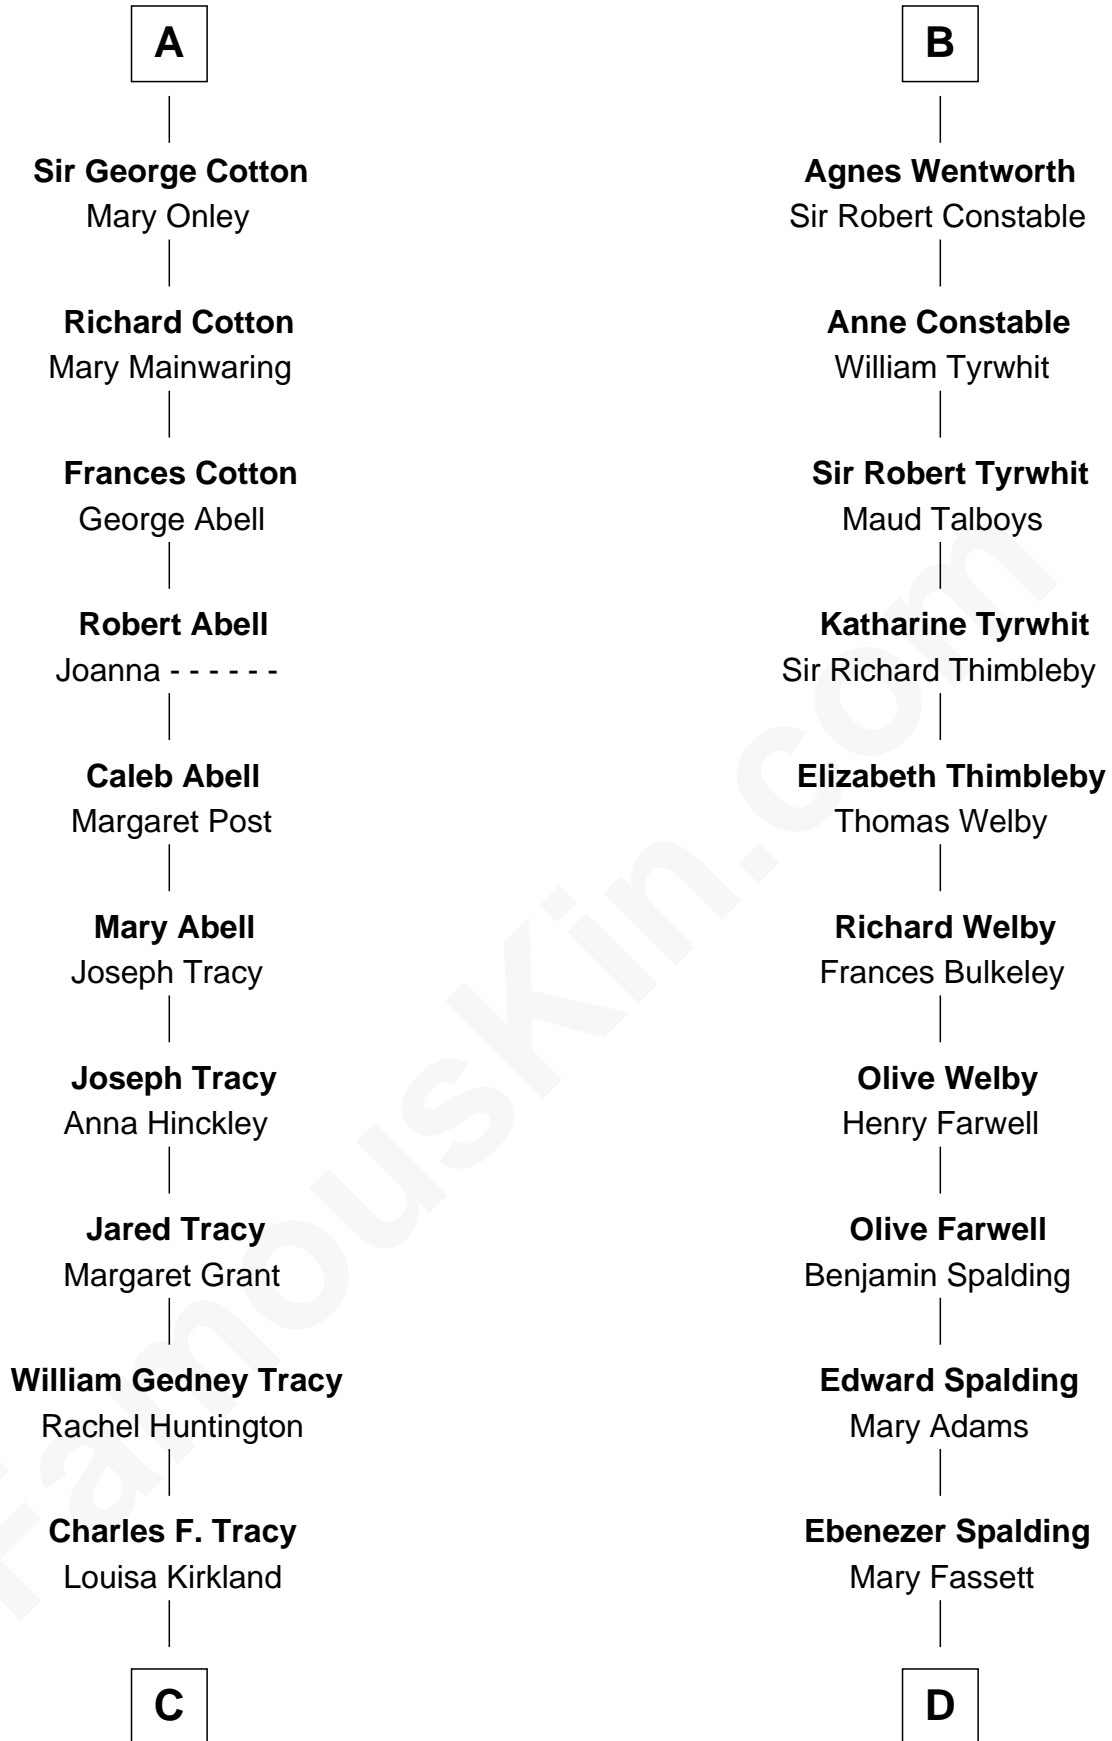 A
Sir George Cotton
Mary Onley
Richard Cotton
Mary Mainwaring
Frances Cotton
George Abell
Robert Abell
Joanna - - - - - -
Caleb Abell
Margaret Post
Mary Abell
Joseph Tracy
Joseph Tracy
Anna Hinckley
Jared Tracy
Margaret Grant
William Gedney Tracy
Rachel Huntington
Charles F. Tracy
Louisa Kirkland
C
B
Agnes Wentworth
Sir Robert Constable
Anne Constable
William Tyrwhit
Sir Robert Tyrwhit
Maud Talboys
Katharine Tyrwhit
Sir Richard Thimbleby
Elizabeth Thimbleby
Thomas Welby
Richard Welby
Frances Bulkeley
Olive Welby
Henry Farwell
Olive Farwell
Benjamin Spalding
Edward Spalding
Mary Adams
Ebenezer Spalding
Mary Fassett
D
FamousKin.com